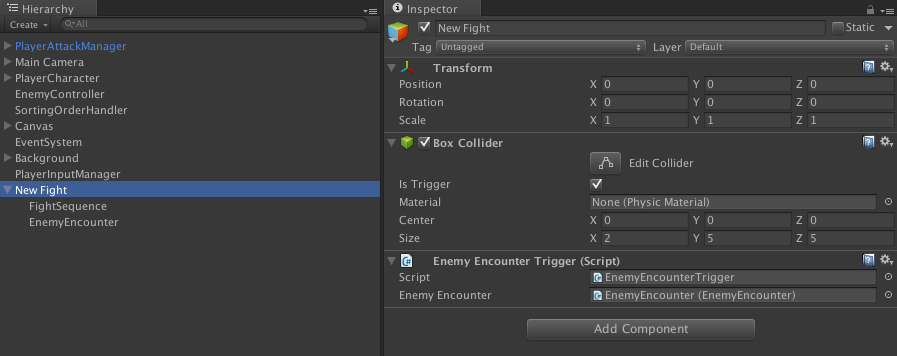 Hierarchy
Create
All
PlayerAttackManager
Main Camera
PlayerCharacter
EnemyController
SortingOrderHandler
Canvas
EventSystem
Background
PlayerInputManager
New Fight
FightSequence
EnemyEncounter
Inspector
New Fight
Static
Tag Untagged Layer Default
Transform
Position X 0 Y 0 Z 0
Rotation X 0 Y 0 Z 0
Scale X 1 Y 1 Z 1
Box Collider
Edit Collider
Is Trigger
Material None (Physic Material)
Center X 0 Y 0 Z 0
Size X 2 Y 5 Z 5
Enemy Encounter Trigger (Script)
Script EnemyEncounterTrigger
Enemy Encounter EnemyEncounter (EnemyEncounter)
Add Component